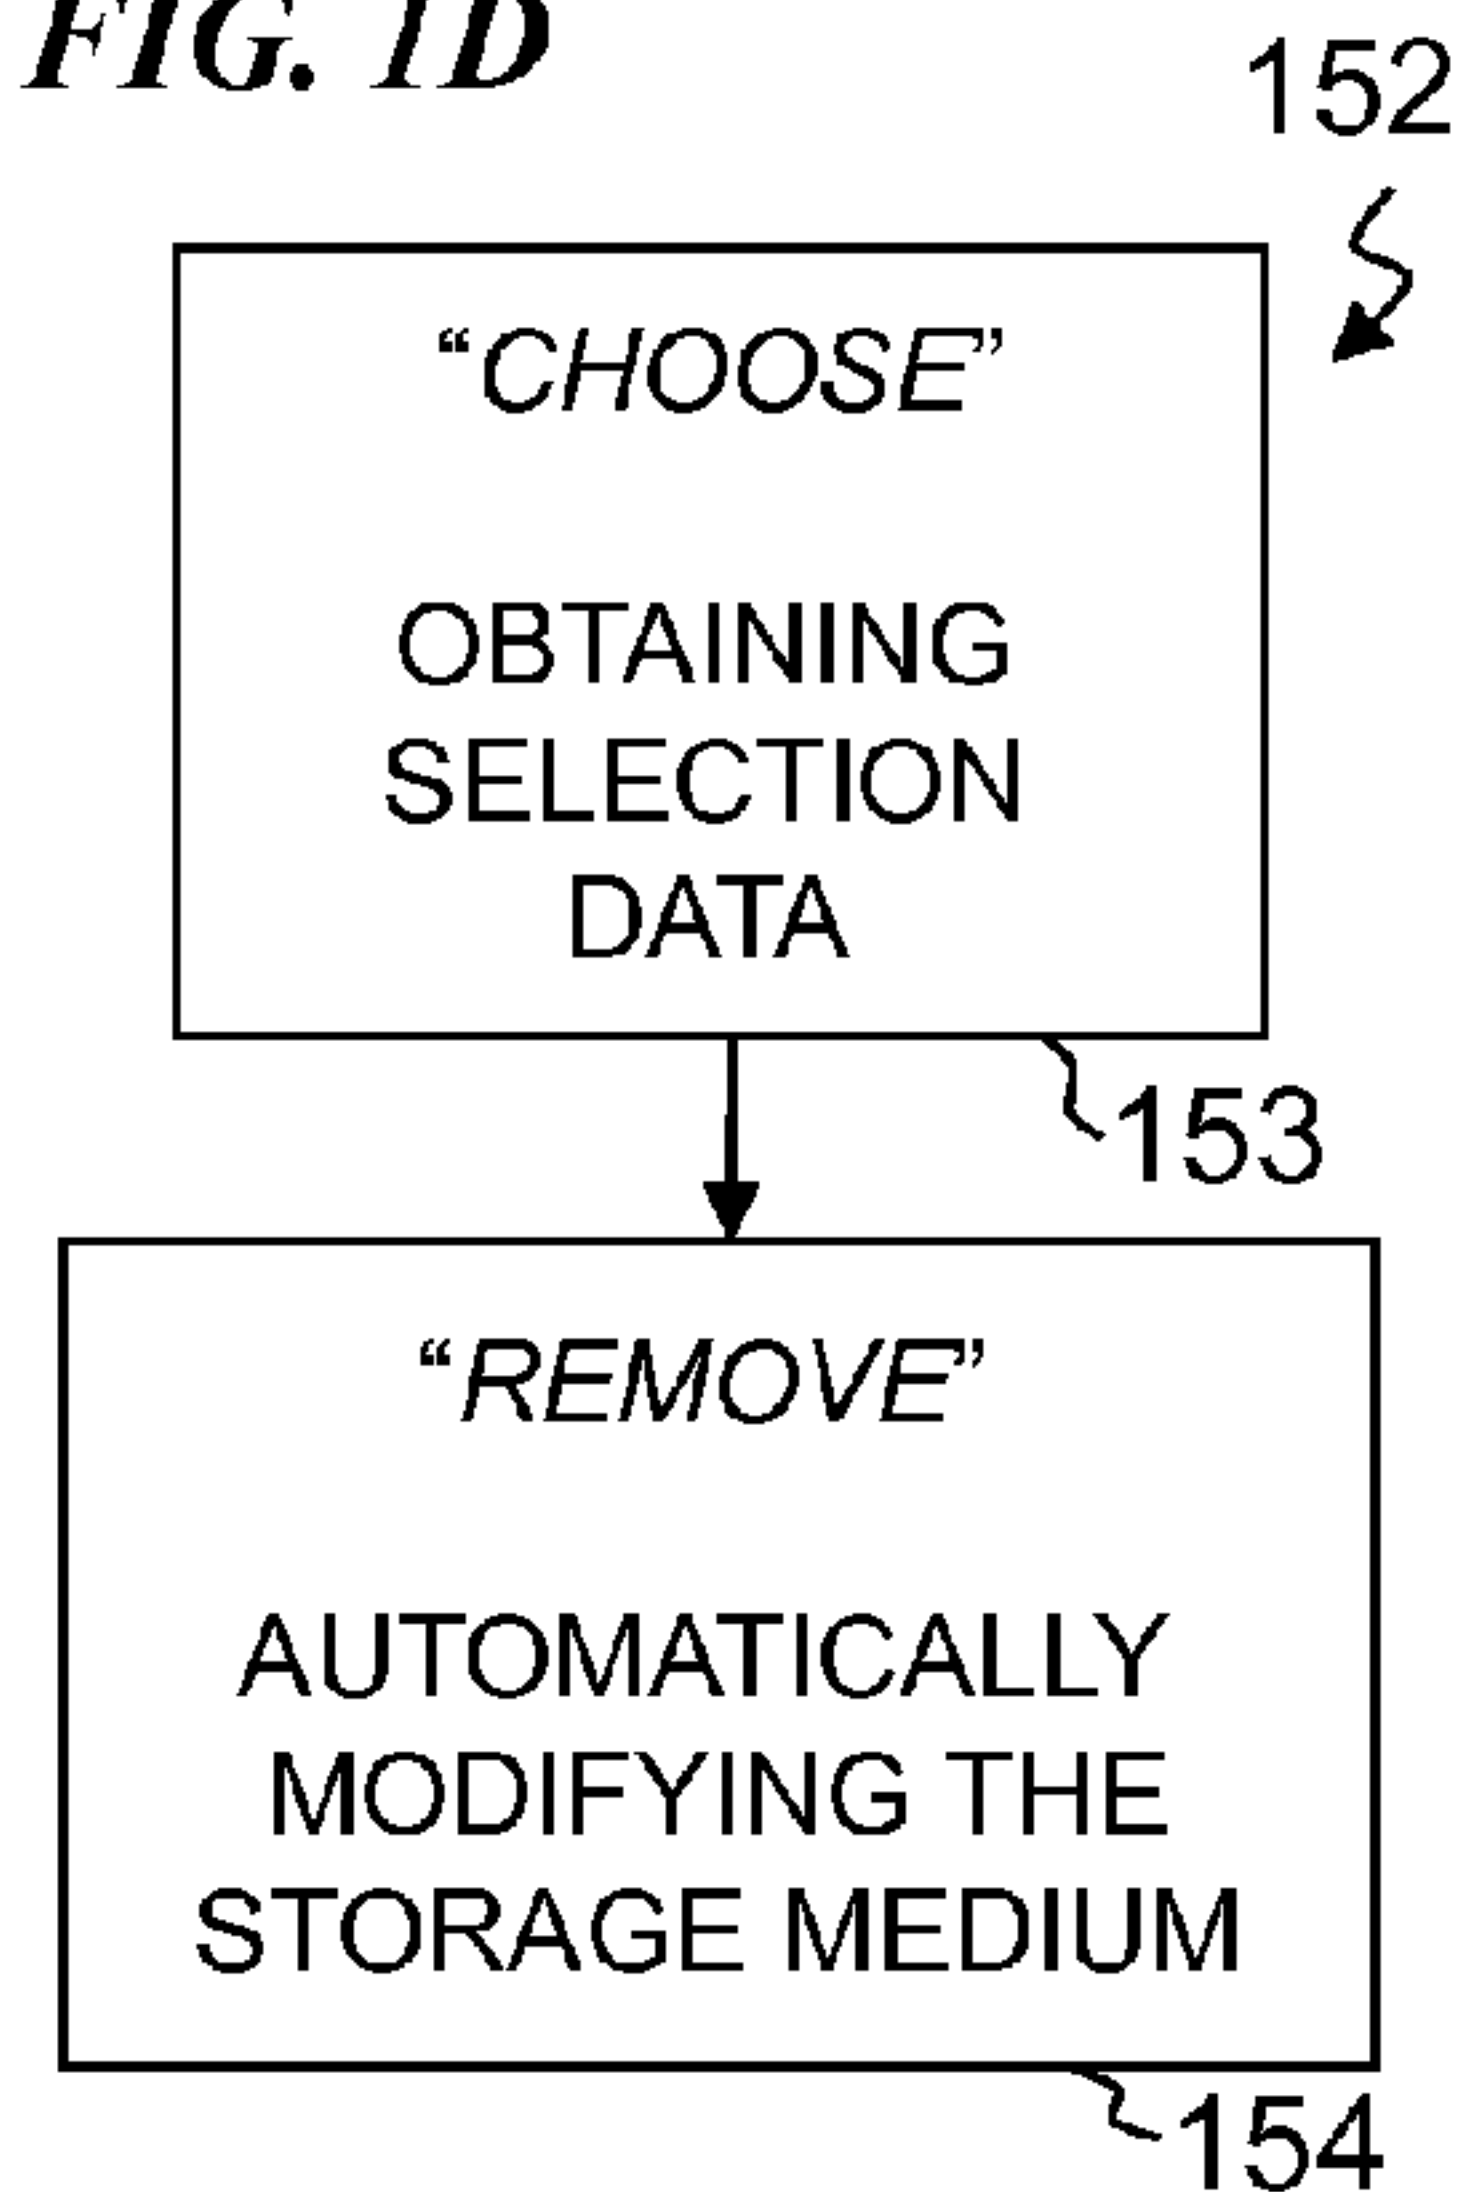 FIG. 1D
152
“CHOOSE”
OBTAINING
SELECTION
DATA
153
“REMOVE”
AUTOMATICALLY
MODIFYING THE
STORAGE MEDIUM
154